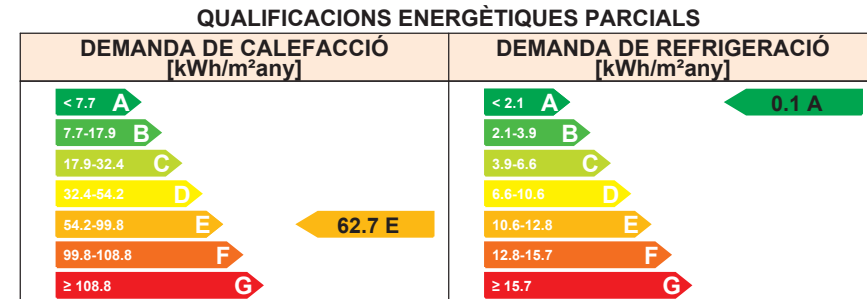 QUALIFICACIONS ENERGÈTIQUES PARCIALS
DEMANDA DE CALEFACCIÓ
[kWh/m²any]
< 7.7 A
7.7-17.9 B
17.9-32.4 C
32.4-54.2 D
54.2-99.8 E
62.7 E
99.8-108.8 F
≥ 108.8 G
DEMANDA DE REFRIGERACIÓ
[kWh/m²any]
< 2.1 A
0.1 A
2.1-3.9 B
3.9-6.6 C
6.6-10.6 D
10.6-12.8 E
12.8-15.7 F
≥ 15.7 G